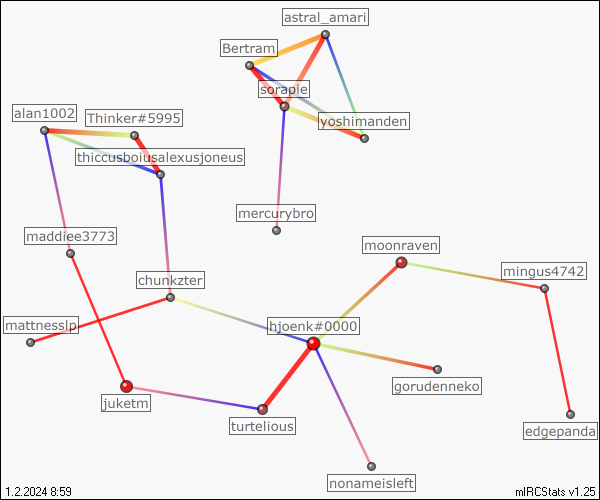 astral_amari
Bertram
sorapie
alan1002
Thinker#5995
yoshimanden
thiccusboiusalexusjoneus
mercurybro
maddiee3773
moonraven
mingus4742
chunkzter
mattnesslp
hjoenk#0000
gorudenneko
juketm
turtelious
edgepanda
nonameisleft
1.2.2024 8:59
mIRCStats v1.25